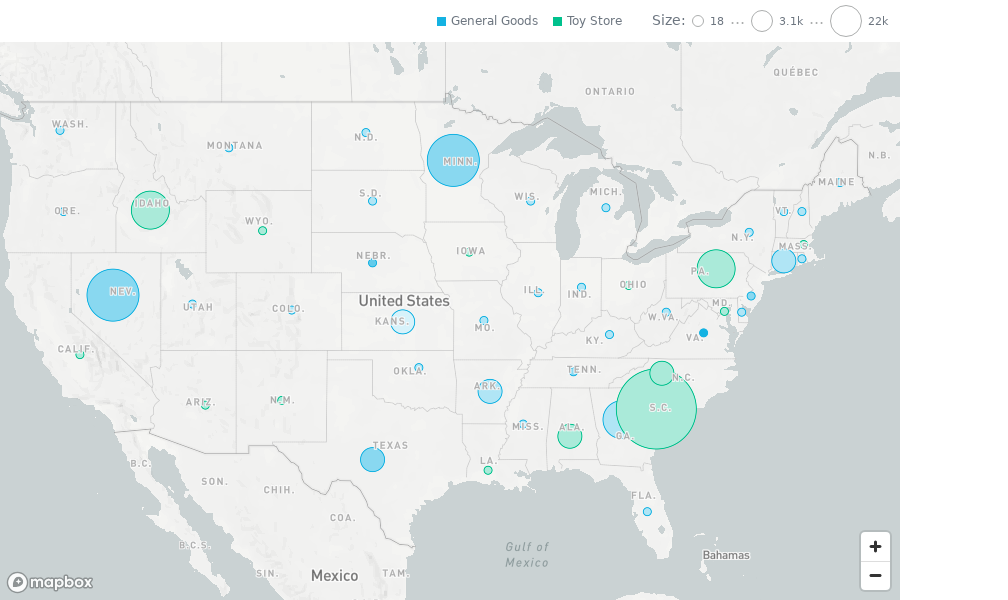 General Goods
Toy Store
Size: 18 ... 3.1k ... 22k
QUÉBEC
ONTARIO
WASH.
MONTANA
N.D.
MINN.
N.B.
MAINE
ORE.
IDAHO
WYO.
S.D.
WIS.
MICH.
VT.
N.Y.
MASS.
NEV.
UTAH
COLO.
NEBR.
IOWA
ILL.
IND.
OHIO
PA.
MD.
United States
KANS.
MO.
KY.
W.VA.
VA.
CALIF.
ARIZ.
N.M.
OKLA.
ARK.
TENN.
N.C.
S.C.
MISS.
ALA.
GA.
TEXAS
LA.
FLA.
B.C.
SON.
CHIH.
COA.
B.C.S.
SIN.
Mexico
TAM.
Gulf of
Mexico
Bahamas
+
−
mapbox